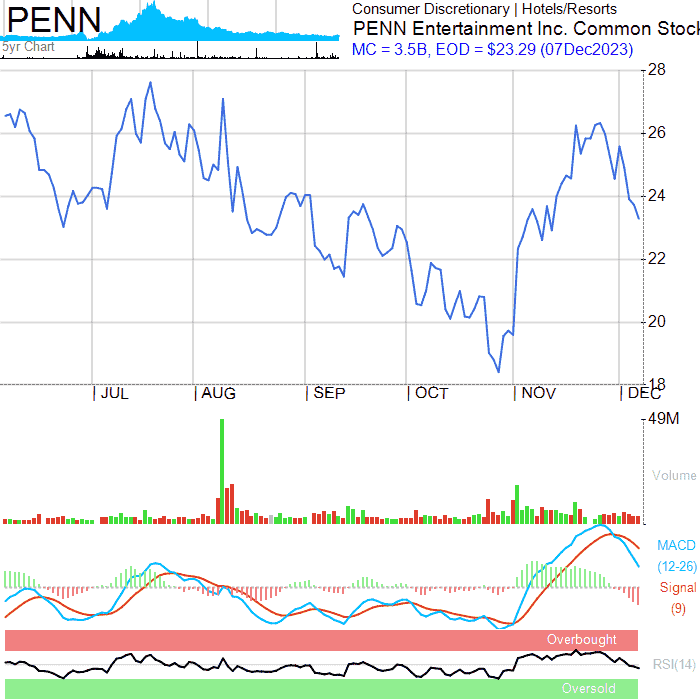 PENN
5yr Chart
Consumer Discretionary | Hotels/Resorts
PENN Entertainment Inc. Common Stock
MC = 3.5B, EOD = $23.29 (07Dec2023)
28
26
24
22
20
18
JUL AUG SEP OCT NOV DEC
49M
Volume
MACD
(12-26)
Signal
(9)
Overbought
RSI(14)
Oversold